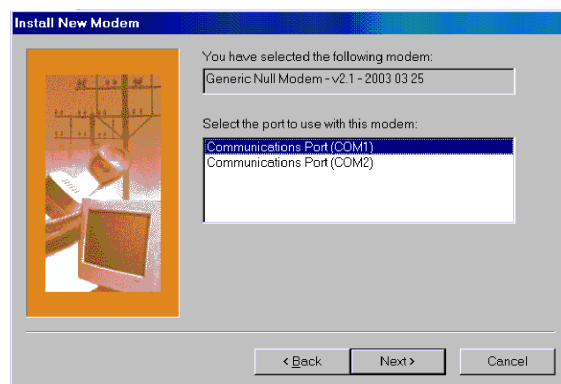 Install New Modem
You have selected the following modem:
Generic Null Modem - v2.1 - 2003 03 25
Select the port to use with this modem:
Communications Port (COM1)
Communications Port (COM2)
< Back
Next >
Cancel